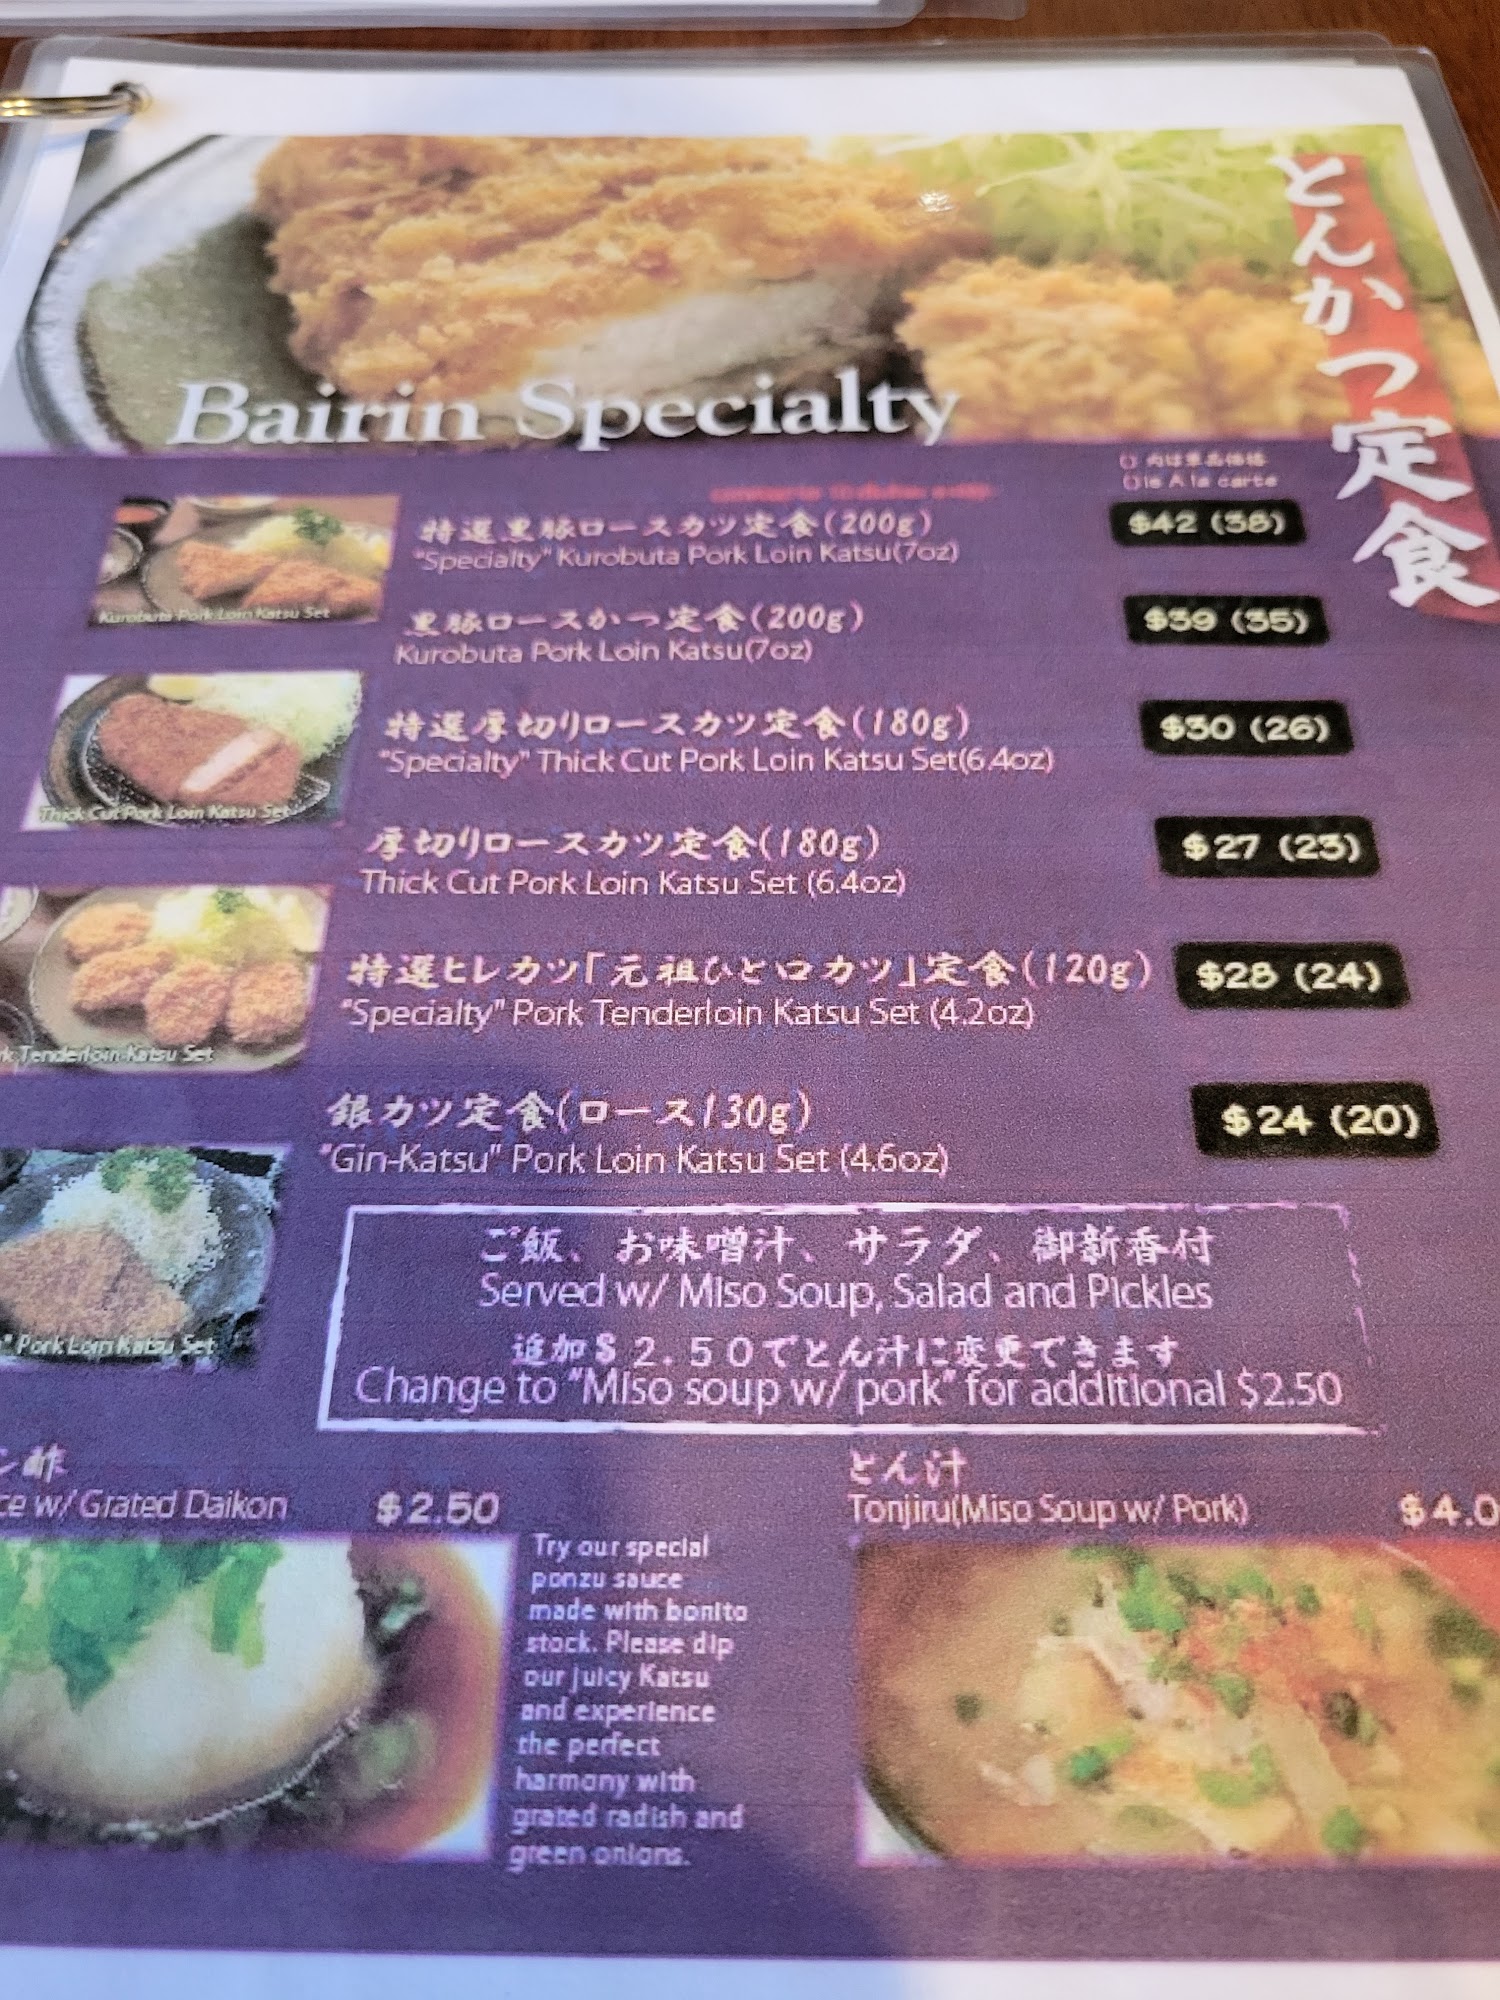 とんかつ定食
Bairin Specialty
() 内は単品価格
() is A la carte
特選黒豚ロースカツ定食(200g)
"Specialty" Kurobuta Pork Loin Katsu(7oz)
$42 (38)
Kurobuta Pork Loin Katsu Set
黒豚ロースかつ定食(200g)
Kurobuta Pork Loin Katsu(7oz)
$39 (35)
特選厚切りロースカツ定食(180g)
"Specialty" Thick Cut Pork Loin Katsu Set(6.4oz)
$30 (26)
Thick Cut Pork Loin Katsu Set
厚切りロースカツ定食(180g)
Thick Cut Pork Loin Katsu Set (6.4oz)
$27 (23)
特選ヒレカツ「元祖ひと口カツ」定食(120g)
"Specialty" Pork Tenderloin Katsu Set (4.2oz)
$28 (24)
Tenderloin Katsu Set
銀カツ定食(ロース130g)
"Gin-Katsu" Pork Loin Katsu Set (4.6oz)
$24 (20)
" Pork Loin Katsu Set
ご飯、お味噌汁、サラダ、御新香付
Served w/ Miso Soup, Salad and Pickles
追加$2.50でとん汁に変更できます
Change to "Miso soup w/ pork" for additional $2.50
ン酢
w/ Grated Daikon $2.50
Try our special
ponzu sauce
made with bonito
stock. Please dip
our juicy Katsu
and experience
the perfect
harmony with
grated radish and
green onions.
とん汁
Tonjiru(Miso Soup w/ Pork) $4.0